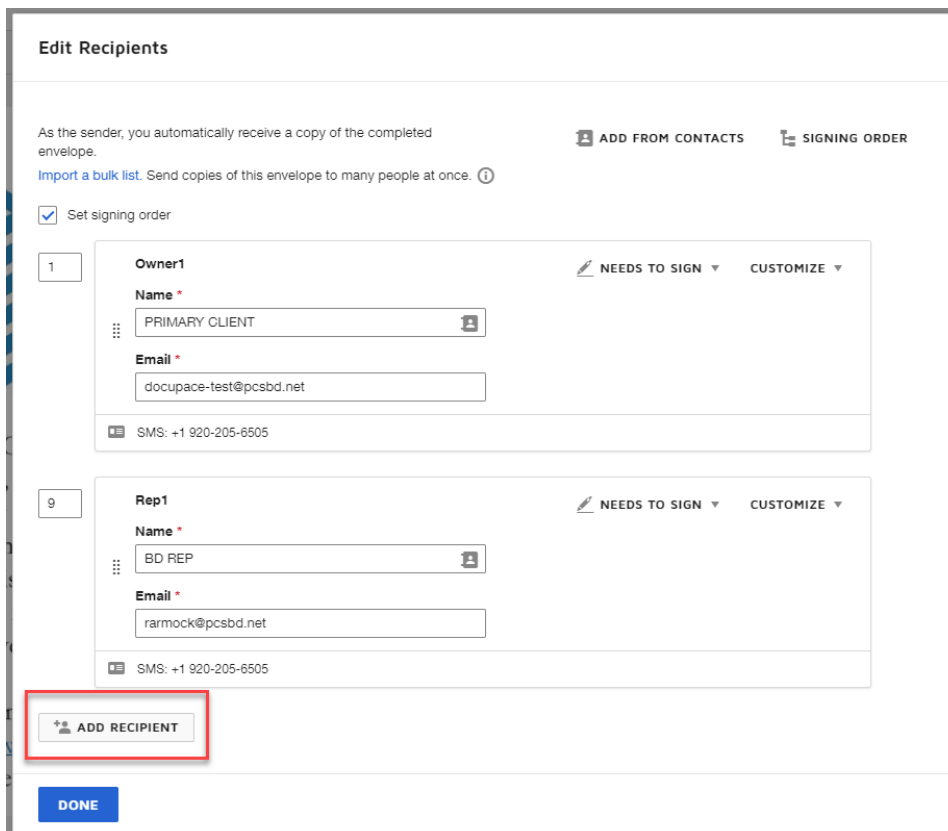 Edit Recipients
As the sender, you automatically receive a copy of the completed
envelope.
ADD FROM CONTACTS
SIGNING ORDER
Import a bulk list. Send copies of this envelope to many people at once.
Set signing order
1
Owner1
NEEDS TO SIGN
CUSTOMIZE
Name *
PRIMARY CLIENT
Email *
docupace-test@pcsbd.net
SMS: +1 920-205-6505
9
Rep1
NEEDS TO SIGN
CUSTOMIZE
Name *
BD REP
Email *
rarmock@pcsbd.net
SMS: +1 920-205-6505
ADD RECIPIENT
DONE